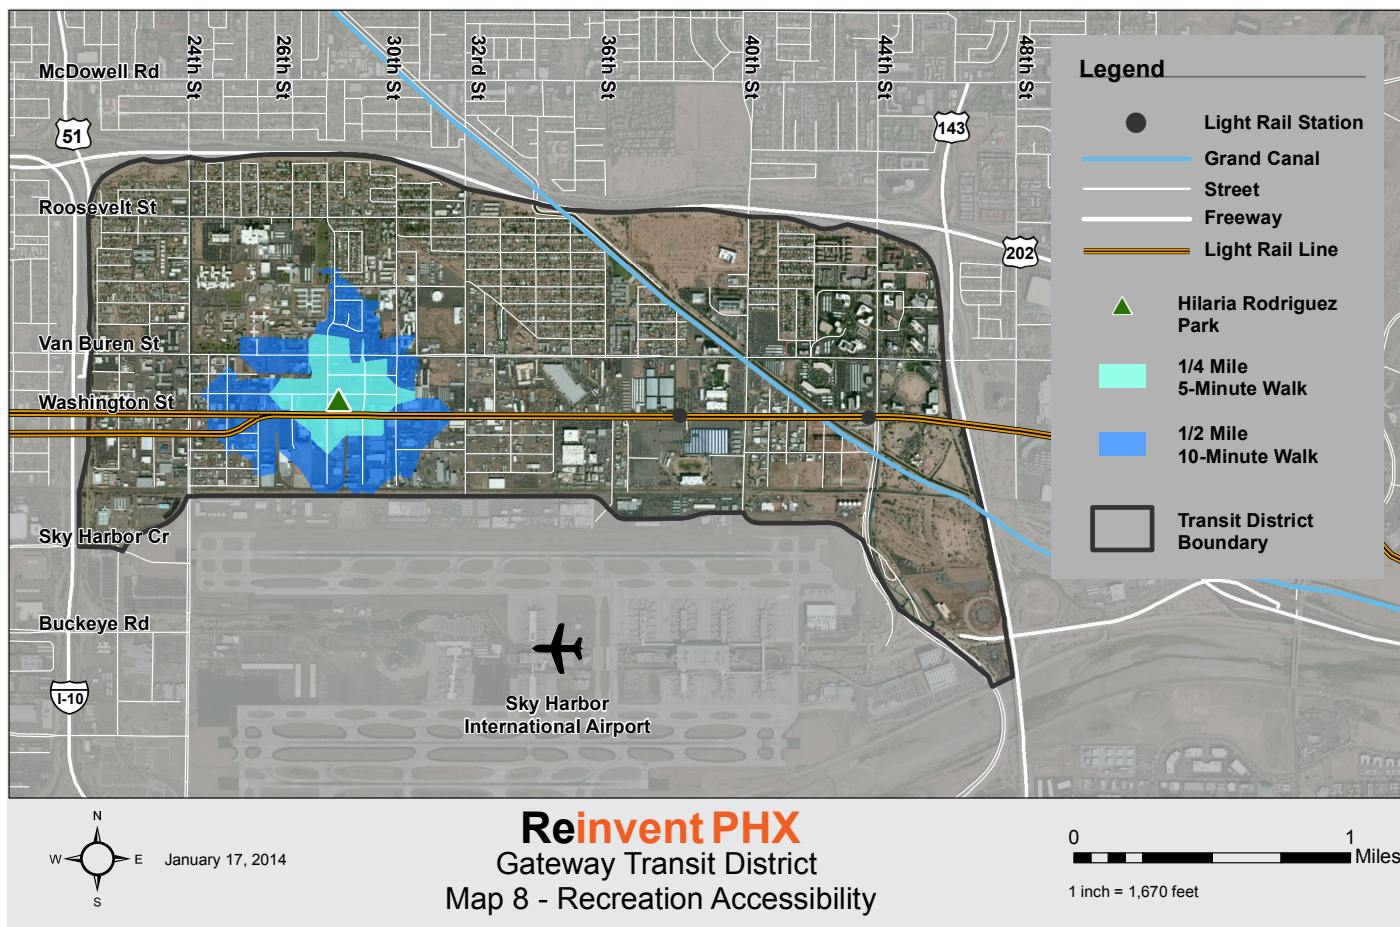 24th St
26th St
30th St
32rd St
36th St
40th St
44th St
48th St
McDowell Rd
51
143
Roosevelt St
202
Van Buren St
Washington St
Sky Harbor Cr
Buckeye Rd
I-10
Sky Harbor
International Airport
Legend
Light Rail Station
Grand Canal
Street
Freeway
Light Rail Line
Hilaria Rodriguez
Park
1/4 Mile
5-Minute Walk
1/2 Mile
10-Minute Walk
Transit District
Boundary
N
W
E
S
January 17, 2014
Reinvent PHX
Gateway Transit District
Map 8 - Recreation Accessibility
0
1
Miles
1 inch = 1,670 feet